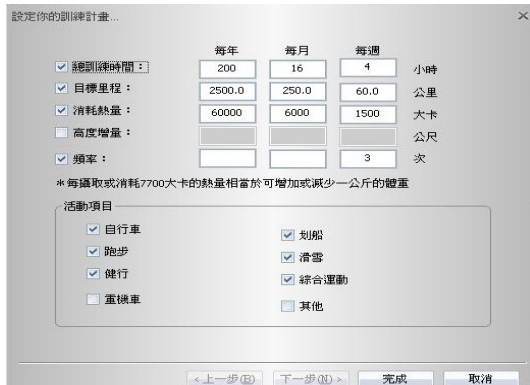 設定你的訓練計畫...
每年 每月 每週
總訓練時間： 200 16 4 小時
目標里程： 2500.0 250.0 60.0 公里
消耗熱量： 60000 6000 1500 大卡
高度增量： 公尺
頻率： 3 次
＊每攝取或消耗7700大卡的熱量相當於可增加或減少一公斤的體重
活動項目
自行車 划船
跑步 滑雪
健行 綜合運動
重機車 其他
<上一步(B) 下一步(N)> 完成 取消